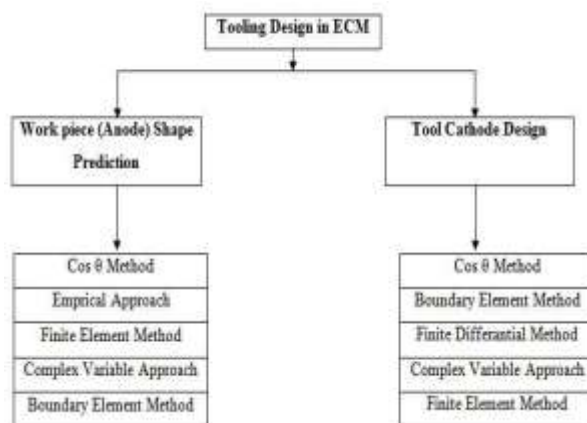 Tooling Design in ECM
Work piece (Anode) Shape
Prediction
Tool Cathode Design
Cos θ Method
Emprical Approach
Finite Element Method
Complex Variable Approach
Boundary Element Method
Cos θ Method
Boundary Element Method
Finite Differential Method
Complex Variable Approach
Finite Element Method